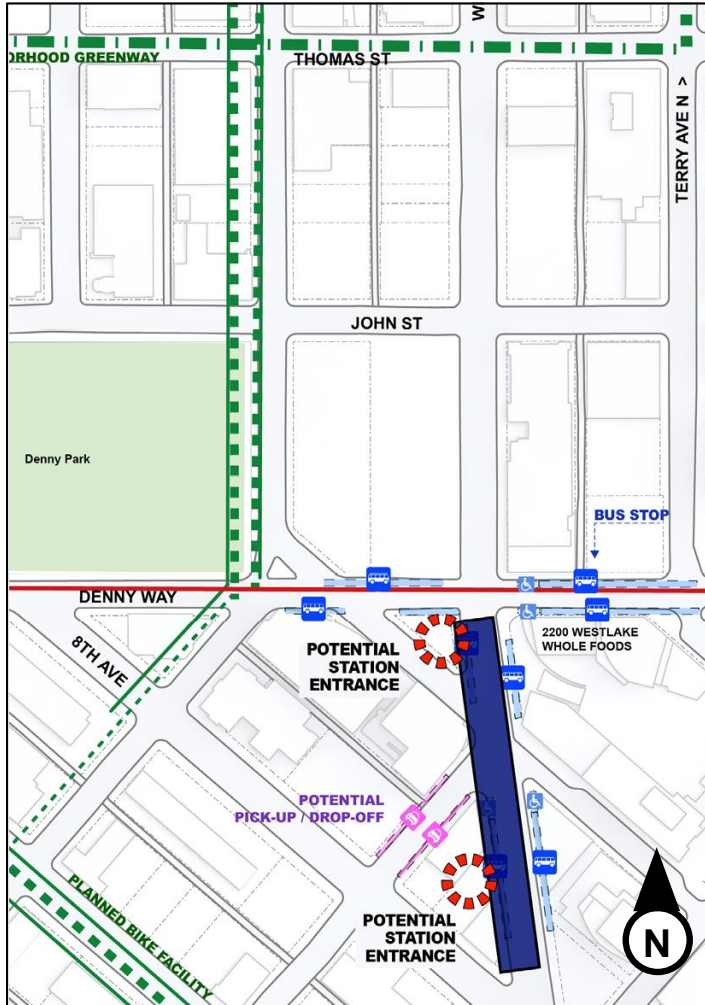 W
ORHOOD GREENWAY
THOMAS ST
TERRY AVE N >
JOHN ST
Denny Park
BUS STOP
DENNY WAY
2200 WESTLAKE
WHOLE FOODS
8TH AVE
POTENTIAL
STATION
ENTRANCE
POTENTIAL
PICK-UP / DROP-OFF
PLANNED BIKE FACILITY
POTENTIAL
STATION
ENTRANCE
N